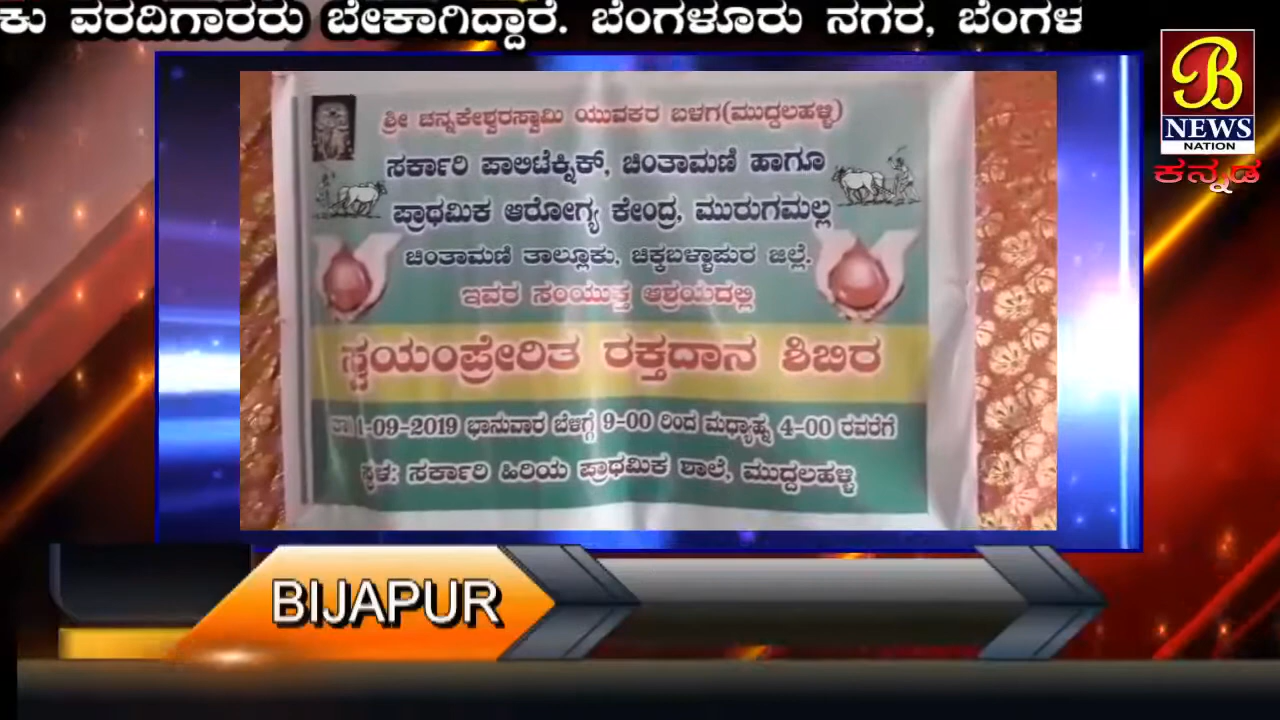 ಕು ವರದಿಗಾರರು ಬೇಕಾಗಿದ್ದಾರೆ. ಬೆಂಗಳೂರು ನಗರ, ಬೆಂಗಳ
B
NEWS
NATION
ಕನ್ನಡ
ಶ್ರೀ ಚನ್ನಕೇಶ್ವರಸ್ವಾಮಿ ಯುವಕರ ಬಳಗ(ಮುದ್ದಲಹಳ್ಳಿ)
ಸರ್ಕಾರಿ ಪಾಲಿಟೆಕ್ನಿಕ್, ಚಿಂತಾಮಣಿ ಹಾಗೂ
ಪ್ರಾಥಮಿಕ ಆರೋಗ್ಯ ಕೇಂದ್ರ, ಮುರುಗಮಲ್ಲ
ಚಿಂತಾಮಣಿ ತಾಲ್ಲೂಕು, ಚಿಕ್ಕಬಳ್ಳಾಪುರ ಜಿಲ್ಲೆ.
ಇವರ ಸಂಯುಕ್ತ ಆಶ್ರಯದಲ್ಲಿ
ಸ್ವಯಂಪ್ರೇರಿತ ರಕ್ತದಾನ ಶಿಬಿರ
ತಾ: 1-09-2019 ಭಾನುವಾರ ಬೆಳಗ್ಗೆ 9-00 ರಿಂದ ಮಧ್ಯಾಹ್ನ 4-00 ರವರೆಗೆ
ಸ್ಥಳ: ಸರ್ಕಾರಿ ಹಿರಿಯ ಪ್ರಾಥಮಿಕ ಶಾಲೆ, ಮುದ್ದಲಹಳ್ಳಿ
BIJAPUR